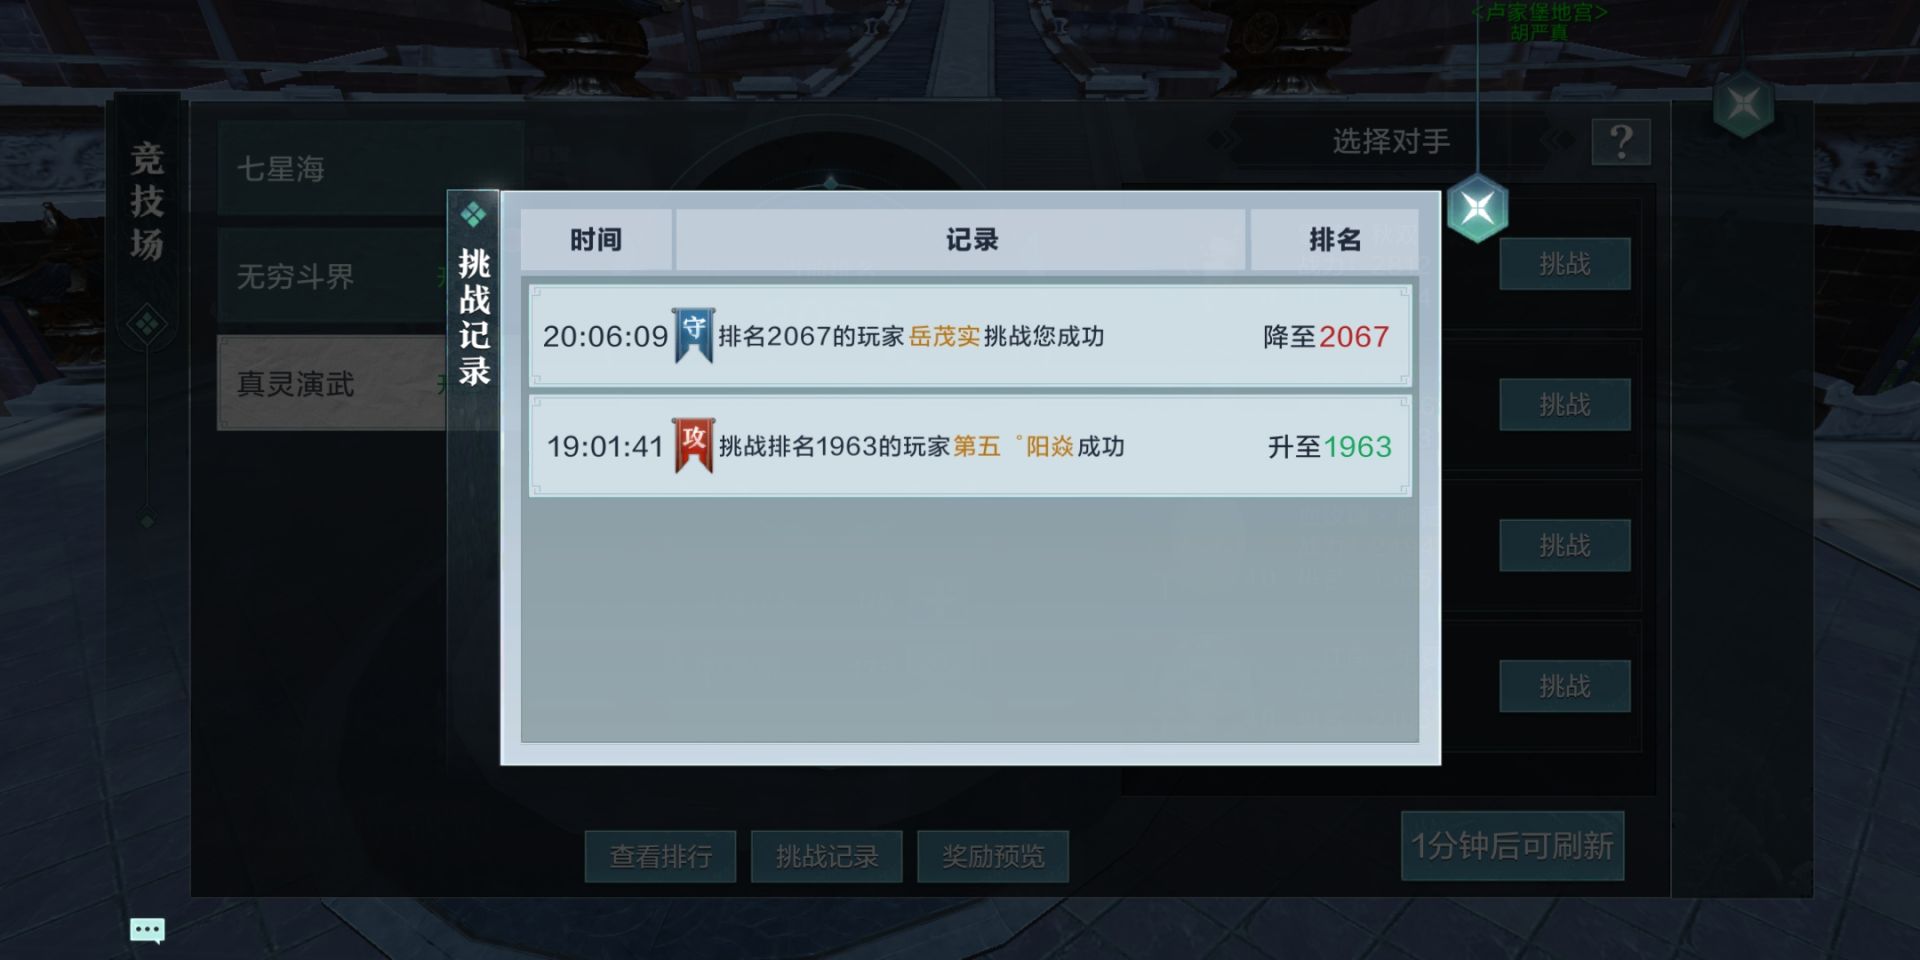 <卢家堡地宫>
胡严真
竞技场
七星海
无穷斗界
真灵演武
选择对手
?
挑战记录
时间 记录 排名
20:06:09 守 排名2067的玩家岳茂实挑战您成功 降至2067
19:01:41 攻 挑战排名1963的玩家第五゜阳焱成功 升至1963
挑战
挑战
挑战
挑战
查看排行 挑战记录 奖励预览
1分钟后可刷新